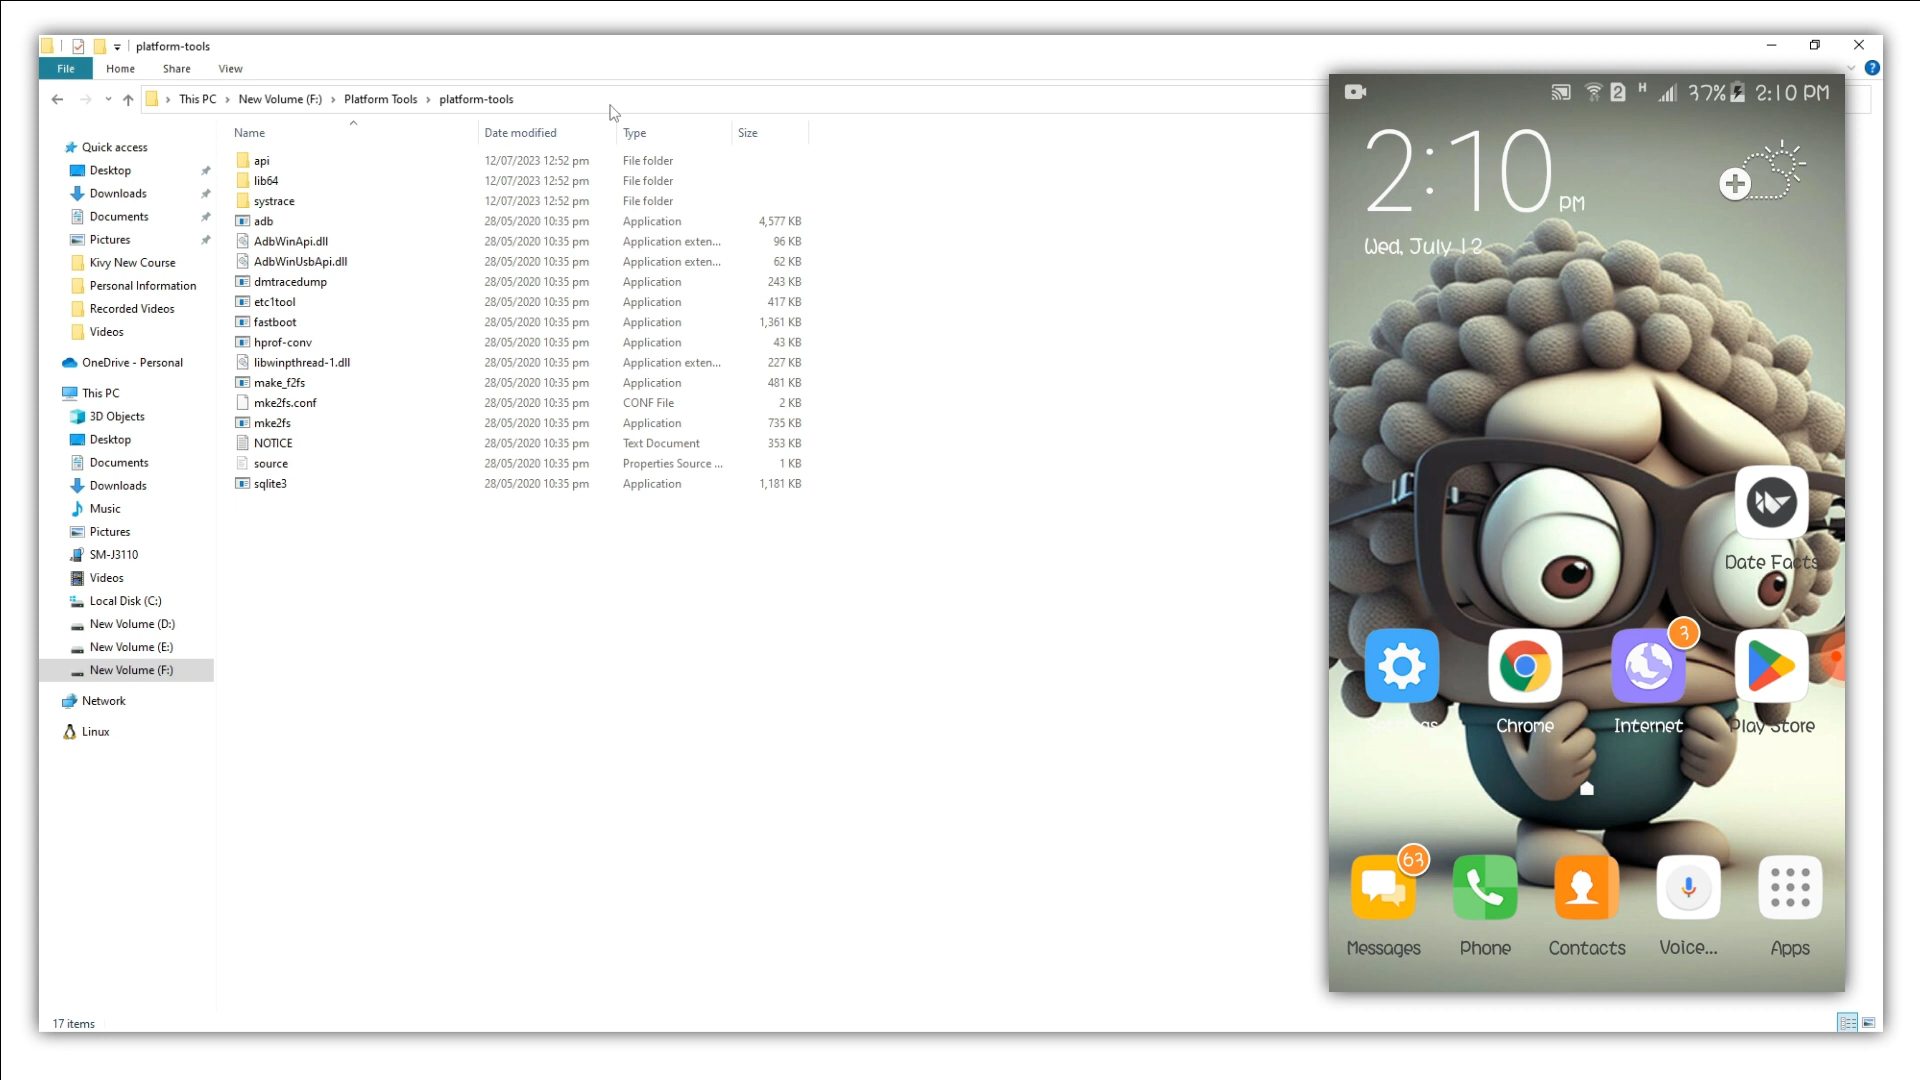 platform-tools
File Home Share View
This PC > New Volume (F:) > Platform Tools > platform-tools
Name Date modified Type Size
Quick access
Desktop
Downloads
Documents
Pictures
Kivy New Course
Personal Information
Recorded Videos
Videos
OneDrive - Personal
This PC
3D Objects
Desktop
Documents
Downloads
Music
Pictures
SM-J3110
Videos
Local Disk (C:)
New Volume (D:)
New Volume (E:)
New Volume (F:)
Network
Linux
api 12/07/2023 12:52 pm File folder
lib64 12/07/2023 12:52 pm File folder
systrace 12/07/2023 12:52 pm File folder
adb 28/05/2020 10:35 pm Application 4,577 KB
AdbWinApi.dll 28/05/2020 10:35 pm Application exten... 96 KB
AdbWinUsbApi.dll 28/05/2020 10:35 pm Application exten... 62 KB
dmtracedump 28/05/2020 10:35 pm Application 243 KB
etc1tool 28/05/2020 10:35 pm Application 417 KB
fastboot 28/05/2020 10:35 pm Application 1,361 KB
hprof-conv 28/05/2020 10:35 pm Application 43 KB
libwinpthread-1.dll 28/05/2020 10:35 pm Application exten... 227 KB
make_f2fs 28/05/2020 10:35 pm Application 481 KB
mke2fs.conf 28/05/2020 10:35 pm CONF File 2 KB
mke2fs 28/05/2020 10:35 pm Application 735 KB
NOTICE 28/05/2020 10:35 pm Text Document 353 KB
source 28/05/2020 10:35 pm Properties Source ... 1 KB
sqlite3 28/05/2020 10:35 pm Application 1,181 KB
17 items
2 H 37% 2:10 PM
2:10 PM
Wed, July 12
Date Facts
3
Chrome Internet Play Store
63
Messages Phone Contacts Voice... Apps